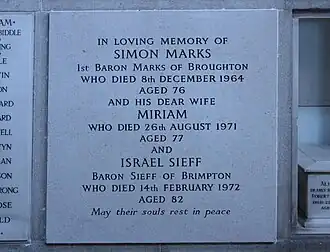 IN LOVING MEMORY OF
SIMON MARKS
1st BARON MARKS OF BROUGHTON
WHO DIED 8th DECEMBER 1964
AGED 76
AND HIS DEAR WIFE
MIRIAM
WHO DIED 26th AUGUST 1971
AGED 77
AND
ISRAEL SIEFF
BARON SIEFF OF BRIMPTON
WHO DIED 14th FEBRUARY 1972
AGED 82
May their souls rest in peace